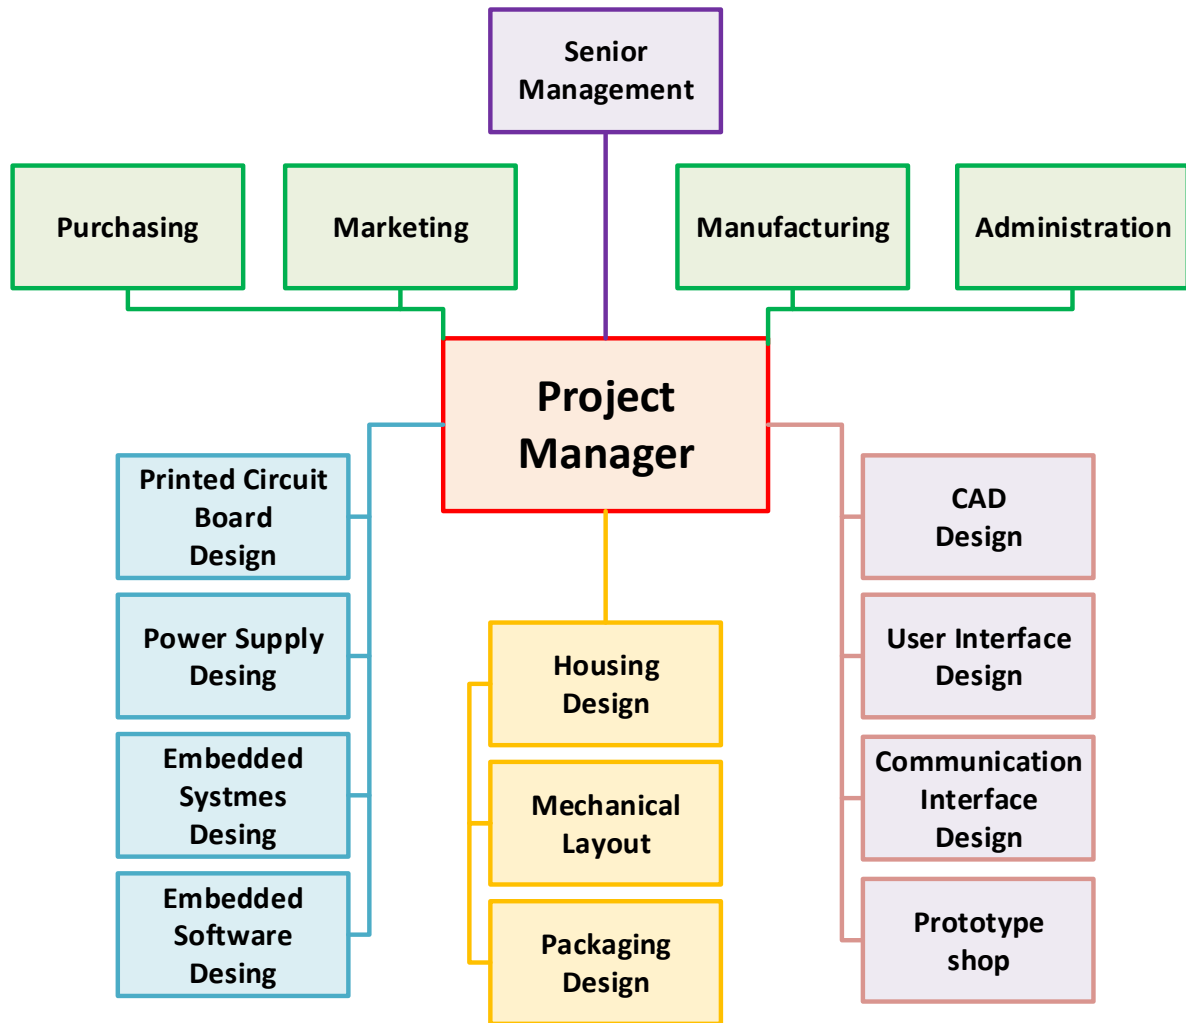 Senior
Management
Purchasing
Marketing
Manufacturing
Administration
Project
Manager
Printed Circuit
Board
Design
Power Supply
Desing
Embedded
Systmes
Desing
Embedded
Software
Desing
Housing
Design
Mechanical
Layout
Packaging
Design
CAD
Design
User Interface
Design
Communication
Interface
Design
Prototype
shop